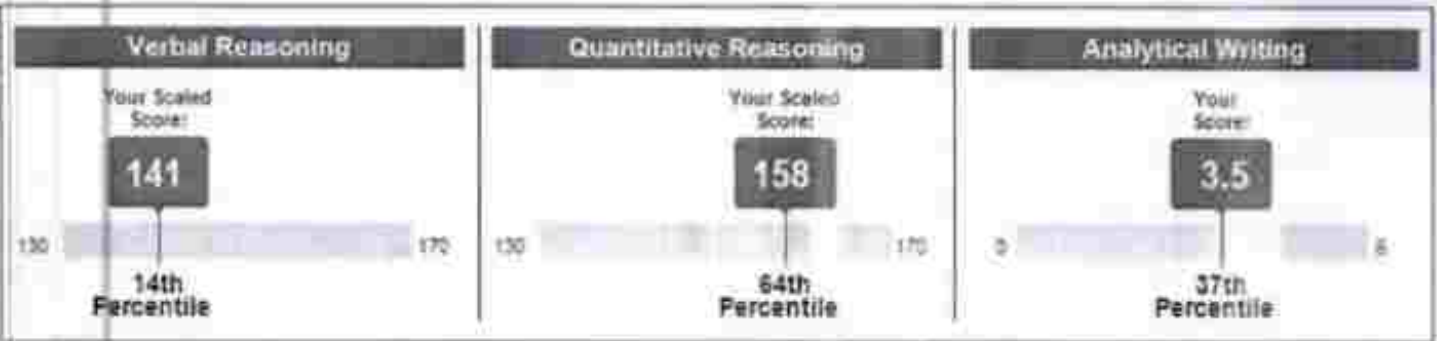 Verbal Reasoning
Your Scaled
Score:
141
130
170
14th
Percentile
Quantitative Reasoning
Your Scaled
Score:
158
130
170
64th
Percentile
Analytical Writing
Your
Score:
3.5
0
6
37th
Percentile